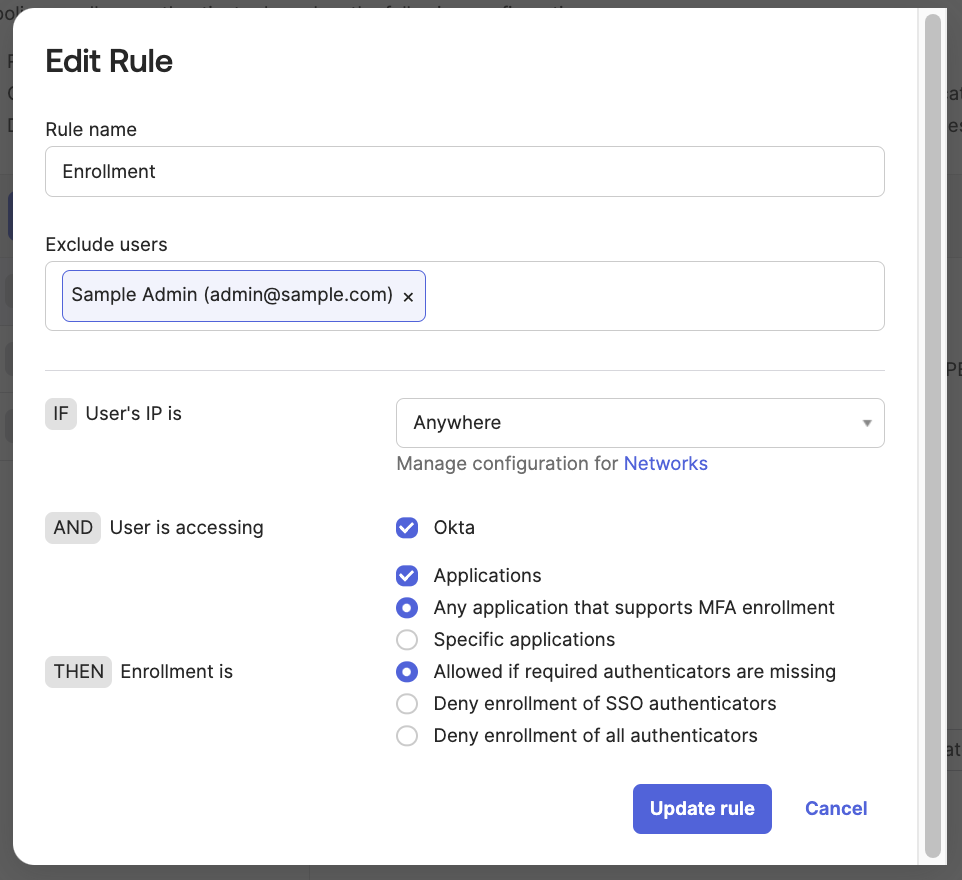 Edit Rule
Rule name
Enrollment
Exclude users
Sample Admin (admin@sample.com) ×
IF User's IP is
Anywhere
Manage configuration for Networks
AND User is accessing
Okta
Applications
Any application that supports MFA enrollment
Specific applications
THEN Enrollment is
Allowed if required authenticators are missing
Deny enrollment of SSO authenticators
Deny enrollment of all authenticators
Update rule
Cancel